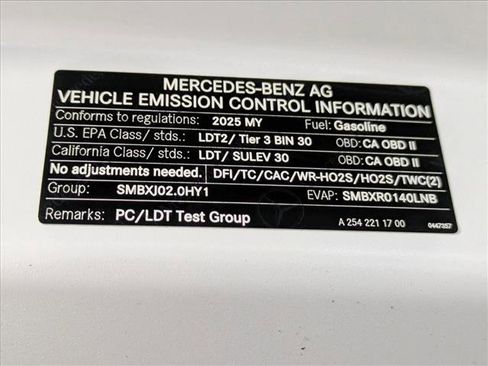 MERCEDES-BENZ AG
VEHICLE EMISSION CONTROL INFORMATION
Conforms to regulations: 2025 MY Fuel: Gasoline
U.S. EPA Class/ stds.: LDT2/ Tier 3 BIN 30 OBD: CA OBD II
California Class/ stds.: LDT/ SULEV 30 OBD: CA OBD II
No adjustments needed. DFI/TC/CAC/WR-HO2S/HO2S/TWC(2)
Group: SMBXJ02.0HY1 EVAP: SMBXR0140LNB
Remarks: PC/LDT Test Group A 254 221 17 00 0447357